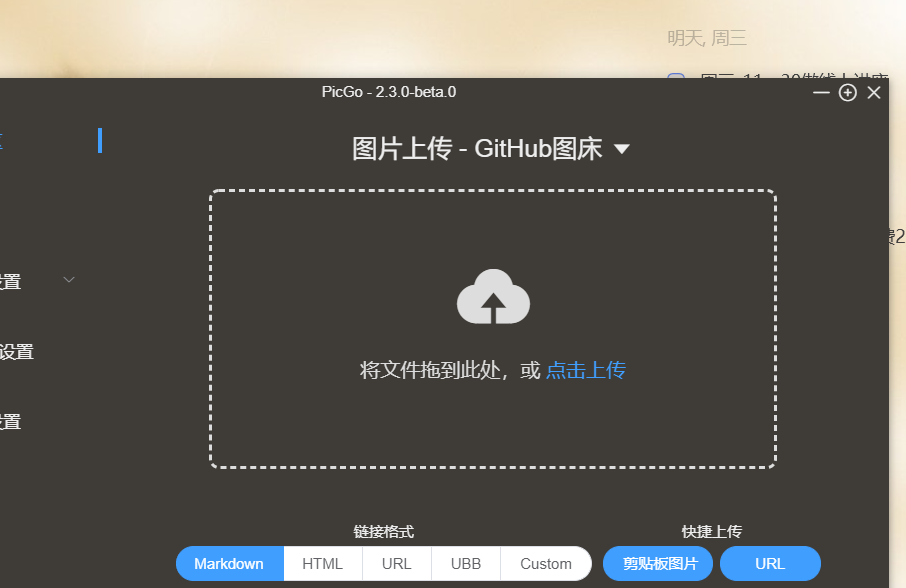 明天, 周三
PicGo - 2.3.0-beta.0
图片上传 - GitHub图床
置
设置
置
将文件拖到此处，或 点击上传
链接格式
快捷上传
Markdown
HTML
URL
UBB
Custom
剪贴板图片
URL